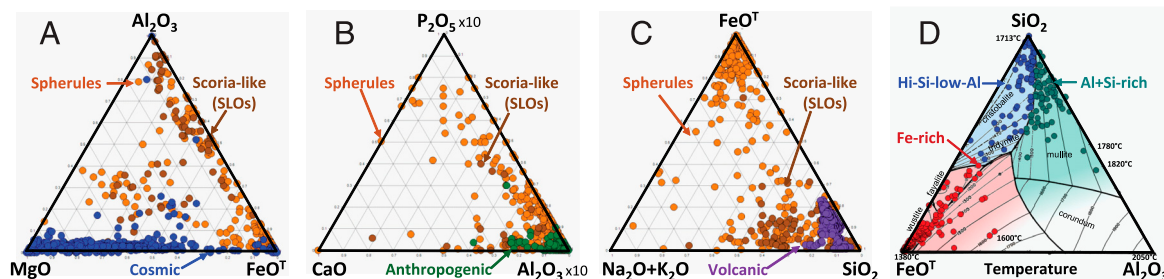 A
Al₂O₃
Spherules
Scoria-like
(SLOs)
MgO
Cosmic
FeOᵀ
B
P₂O₅ x10
Spherules
Scoria-like
(SLOs)
CaO
Anthropogenic
Al₂O₃ x10
C
FeOᵀ
Spherules
Scoria-like
(SLOs)
Na₂O+K₂O
Volcanic
SiO₂
D
SiO₂
1713°C
Hi-Si-low-Al
Al+Si-rich
cristobalite
Fe-rich
mullite
1780°C
1820°C
fayalite
wustite
corundum
1600°C
1380°C
2050°C
FeOᵀ
Temperature
Al₂O